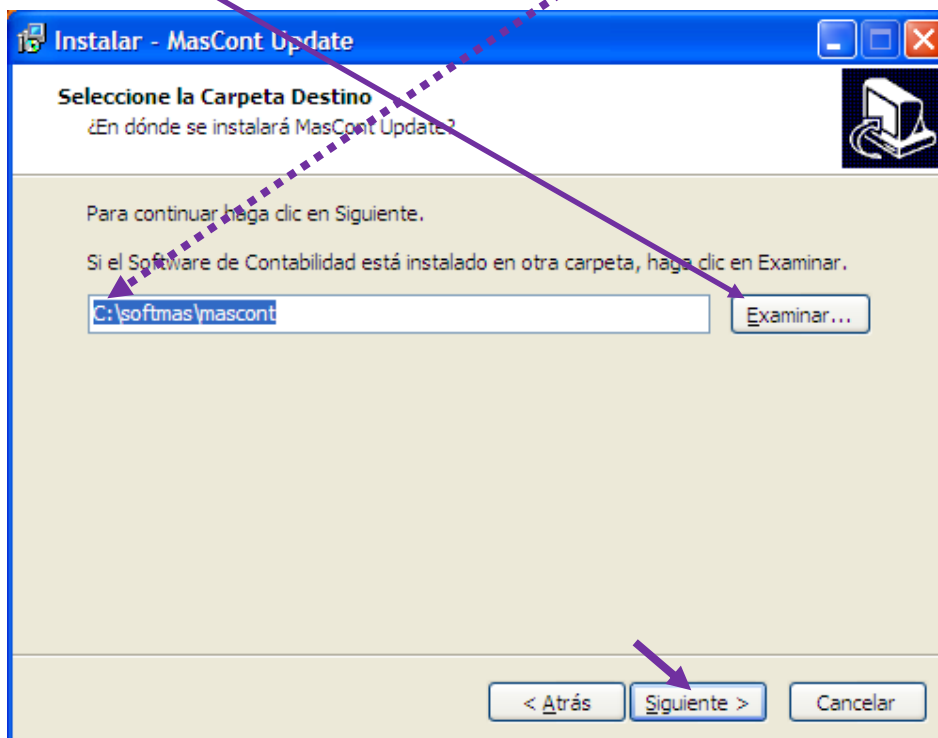 Instalar - MasCont Update
Seleccione la Carpeta Destino
¿En dónde se instalará MasCont Update?
Para continuar haga clic en Siguiente.
Si el Software de Contabilidad está instalado en otra carpeta, haga clic en Examinar.
C:\softmas\mascont
Examinar...
< Atrás
Siguiente >
Cancelar